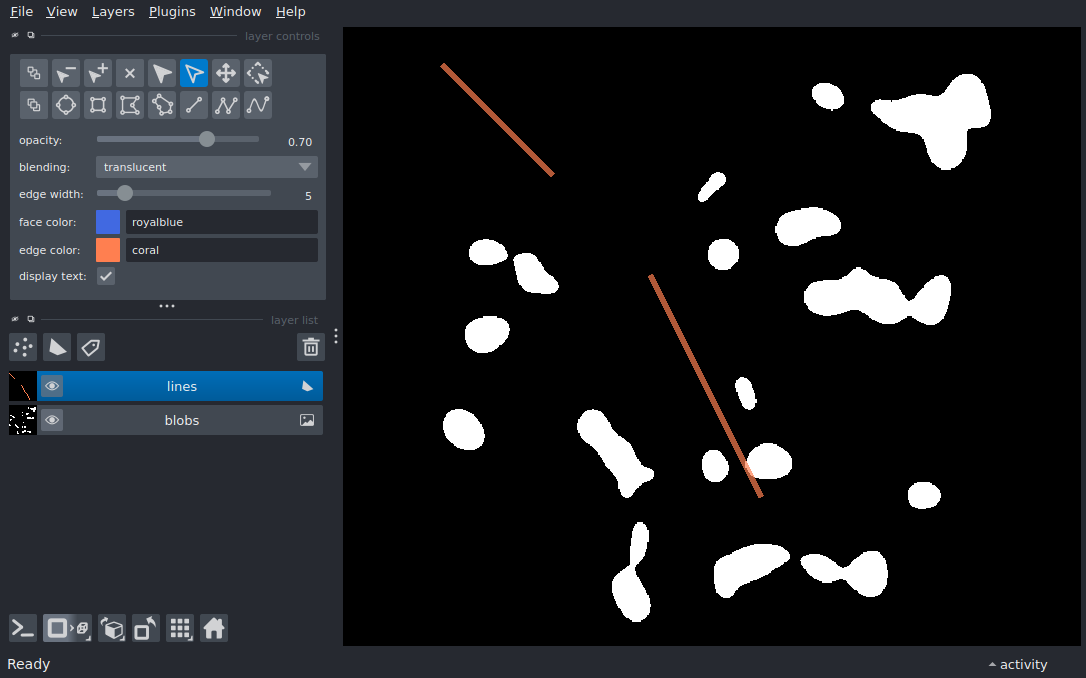 File View Layers Plugins Window Help
layer controls
opacity: 0.70
blending: translucent
edge width: 5
face color: royalblue
edge color: coral
display text:
layer list
lines
blobs
Ready activity